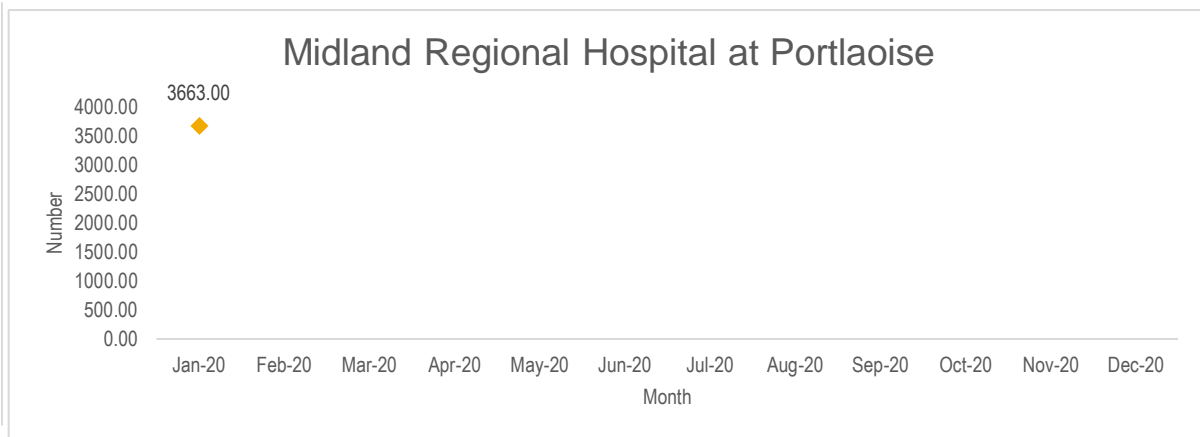 Midland Regional Hospital at Portlaoise
3663.00
4000.00
3500.00
3000.00
2500.00
2000.00
1500.00
1000.00
500.00
0.00
Number
Jan-20 Feb-20 Mar-20 Apr-20 May-20 Jun-20 Jul-20 Aug-20 Sep-20 Oct-20 Nov-20 Dec-20
Month